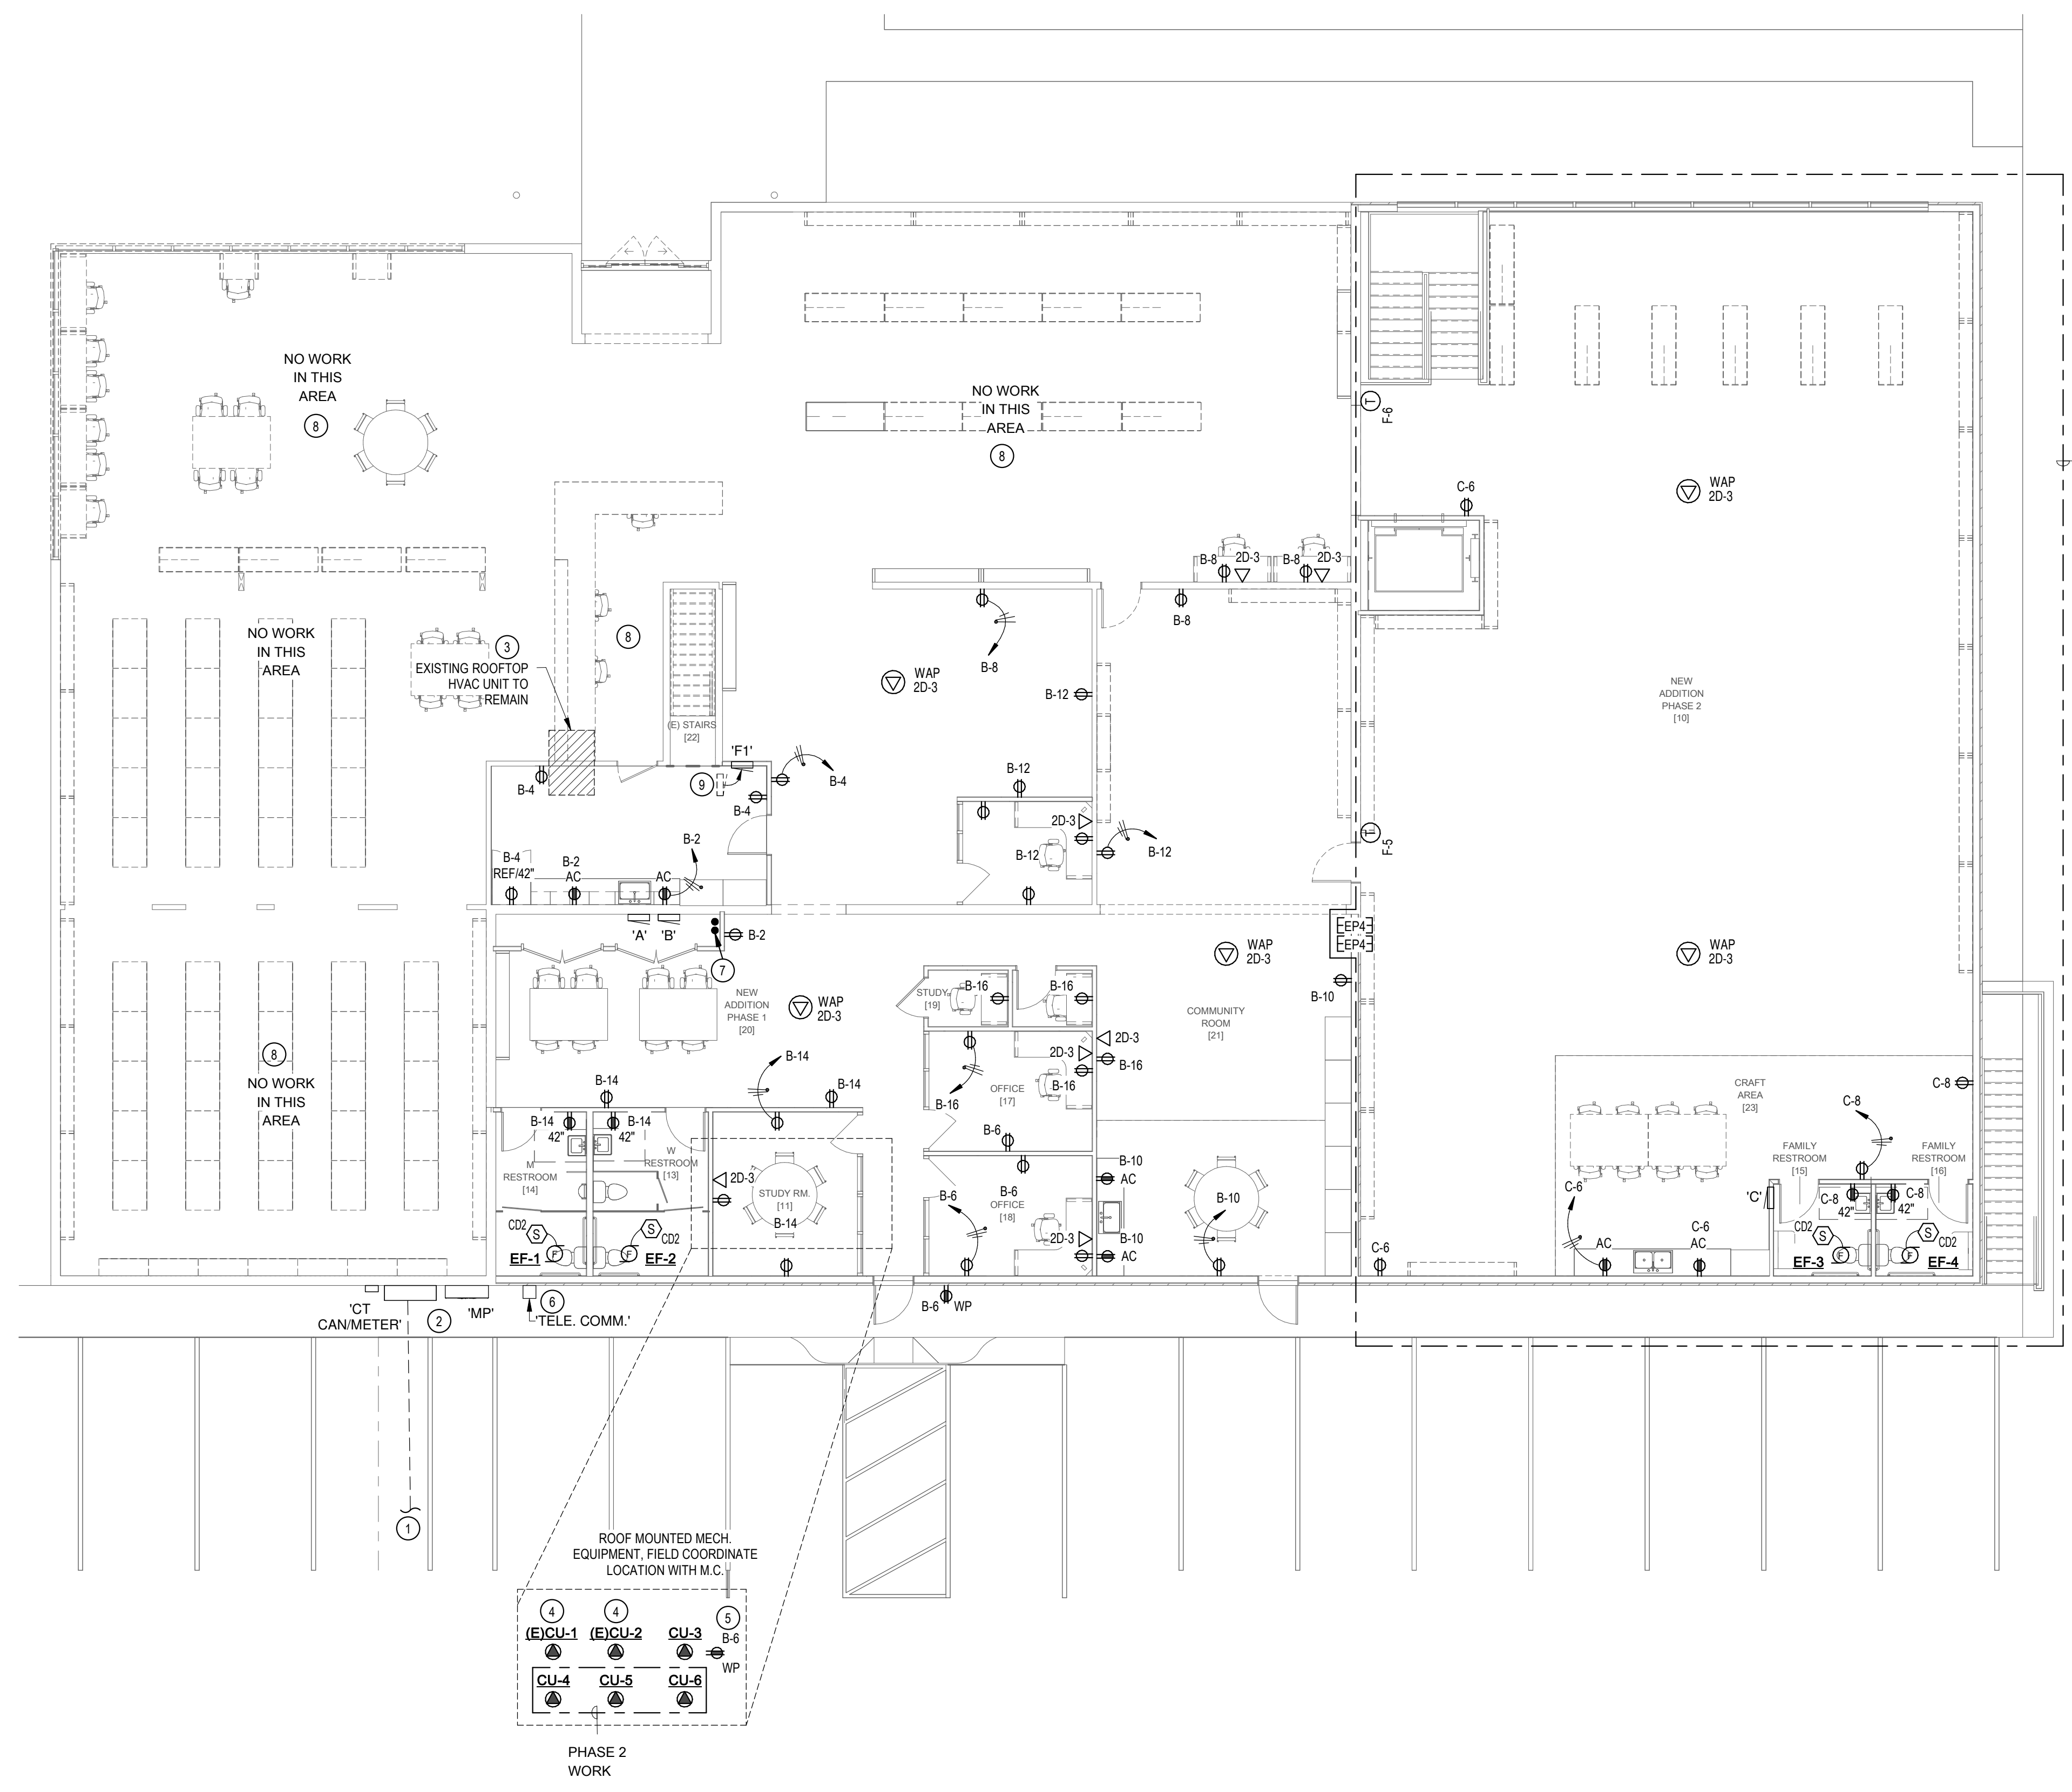 NO WORK
IN THIS
AREA
8
NO WORK
IN THIS
AREA
8
T
F-6
WAP
2D-3
C-6
B-8
2D-3
B-8
2D-3
B-8
B-8
NO WORK
IN THIS
AREA
3
EXISTING ROOFTOP
HVAC UNIT TO
REMAIN
8
(E) STAIRS
[22]
WAP
2D-3
B-12
NEW
ADDITION
PHASE 2
[10]
'F1'
9
B-4
B-4
B-4
B-12
2D-3
B-12
B-12
T
F-5
B-2
B-4
REF/42"
B-2
AC
AC
'A'
'B'
B-2
7
EP4
EP4
WAP
2D-3
WAP
2D-3
B-10
NEW
ADDITION
PHASE 1
[20]
WAP
2D-3
STUDY
[19]
B-16
B-16
COMMUNITY
ROOM
[21]
8
NO WORK
IN THIS
AREA
B-14
B-14
B-14
2D-3
2D-3
B-16
OFFICE
[17]
B-16
B-16
B-6
CRAFT
AREA
[23]
C-8
C-8
B-14
42"
B-14
42"
M
RESTROOM
[14]
W
RESTROOM
[13]
2D-3
STUDY RM.
[11]
B-14
B-6
B-6
OFFICE
[18]
2D-3
B-10
AC
B-10
AC
B-10
FAMILY
RESTROOM
[15]
FAMILY
RESTROOM
[16]
C-6
'C'
C-8
42"
C-8
42"
CD2
S
F
EF-1
S
CD2
F
EF-2
C-6
AC
C-6
AC
CD2
S
F
EF-3
S
CD2
F
EF-4
'CT
CAN/METER'
2
'MP'
6
'TELE. COMM.'
B-6
WP
1
ROOF MOUNTED MECH.
EQUIPMENT, FIELD COORDINATE
LOCATION WITH M.C.
4
4
5
(E)CU-1
(E)CU-2
CU-3
B-6
WP
CU-4
CU-5
CU-6
PHASE 2
WORK